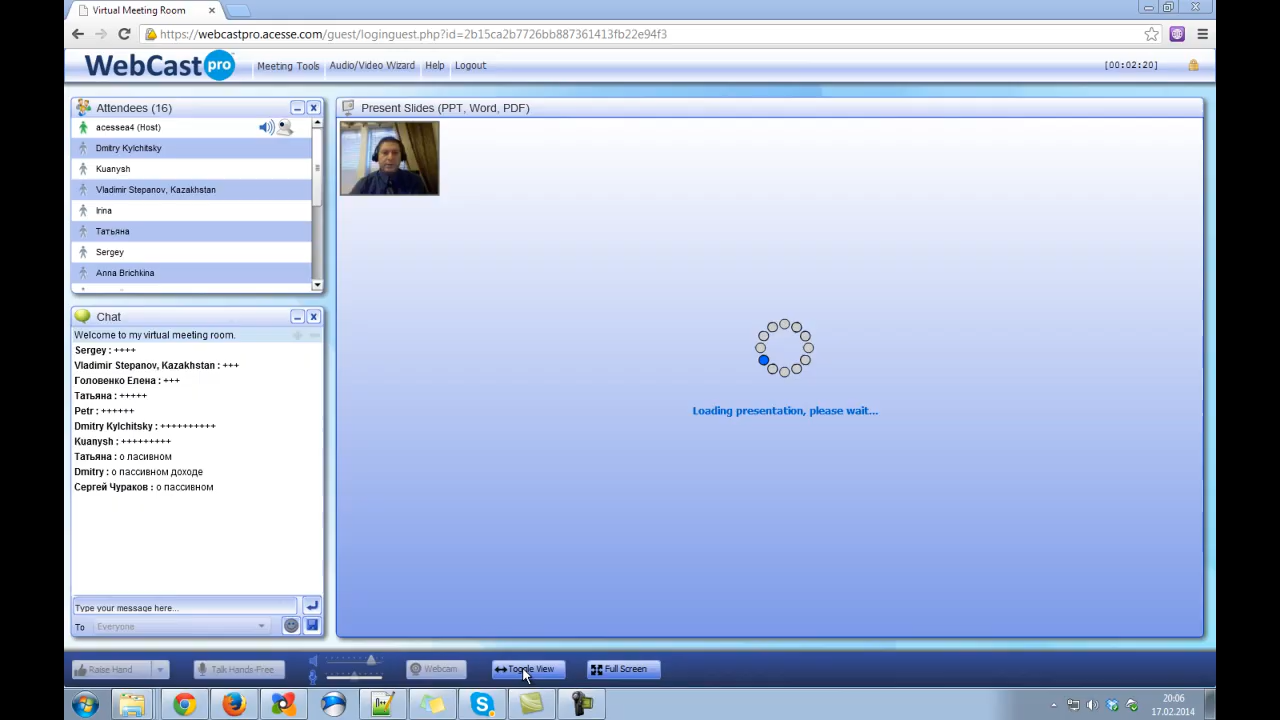 Virtual Meeting Room
https://webcastpro.acesse.com/guest/loginguest.php?id=2b15ca2b7726bb887361413fb22e94f3
WebCast pro
Meeting Tools
Audio/Video Wizard
Help
Logout
[00:02:20]
Attendees (16)
acessea4 (Host)
Dmitry Kylchitsky
Kuanysh
Vladimir Stepanov, Kazakhstan
Irina
Татьяна
Sergey
Anna Brichkina
Present Slides (PPT, Word, PDF)
Loading presentation, please wait...
Chat
Welcome to my virtual meeting room.
Sergey : ++++
Vladimir Stepanov, Kazakhstan : +++
Головенко Елена : +++
Татьяна : +++++
Petr : ++++++
Dmitry Kylchitsky : ++++++++++
Kuanysh : +++++++++
Татьяна : о пасивном
Dmitry : о пассивном доходе
Сергей Чураков : о пассивном
Type your message here...
To Everyone
Raise Hand
Talk Hands-Free
Webcam
Toggle View
Full Screen
20:06
17.02.2014